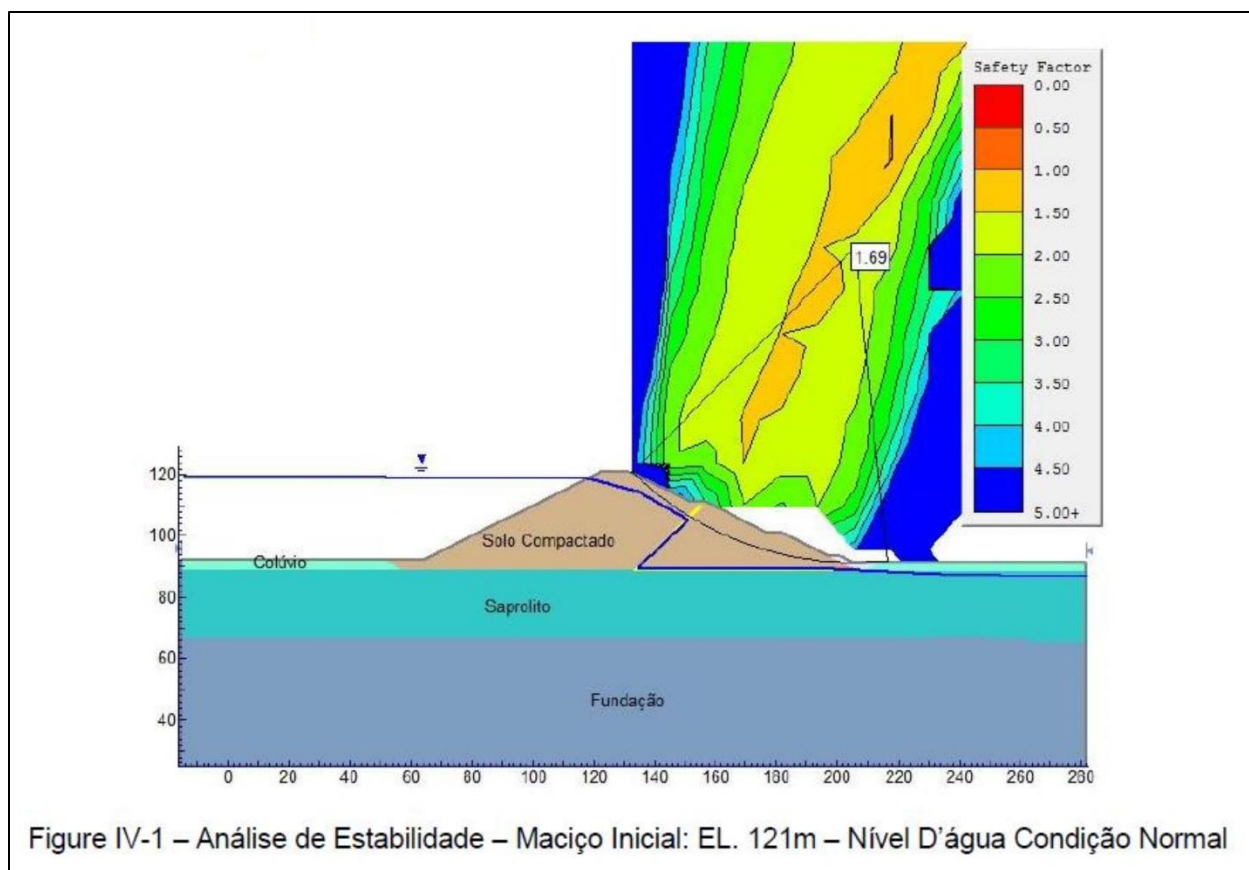 Safety Factor
0.00
0.50
1.00
1.50
2.00
2.50
3.00
3.50
4.00
4.50
5.00+
1.69
120
100
80
60
40
Solo Compactado
Colúvio
Saprolito
Fundação
0 20 40 60 80 100 120 140 160 180 200 220 240 260 280
Figure IV-1 – Análise de Estabilidade – Maciço Inicial: EL. 121m – Nível D'água Condição Normal